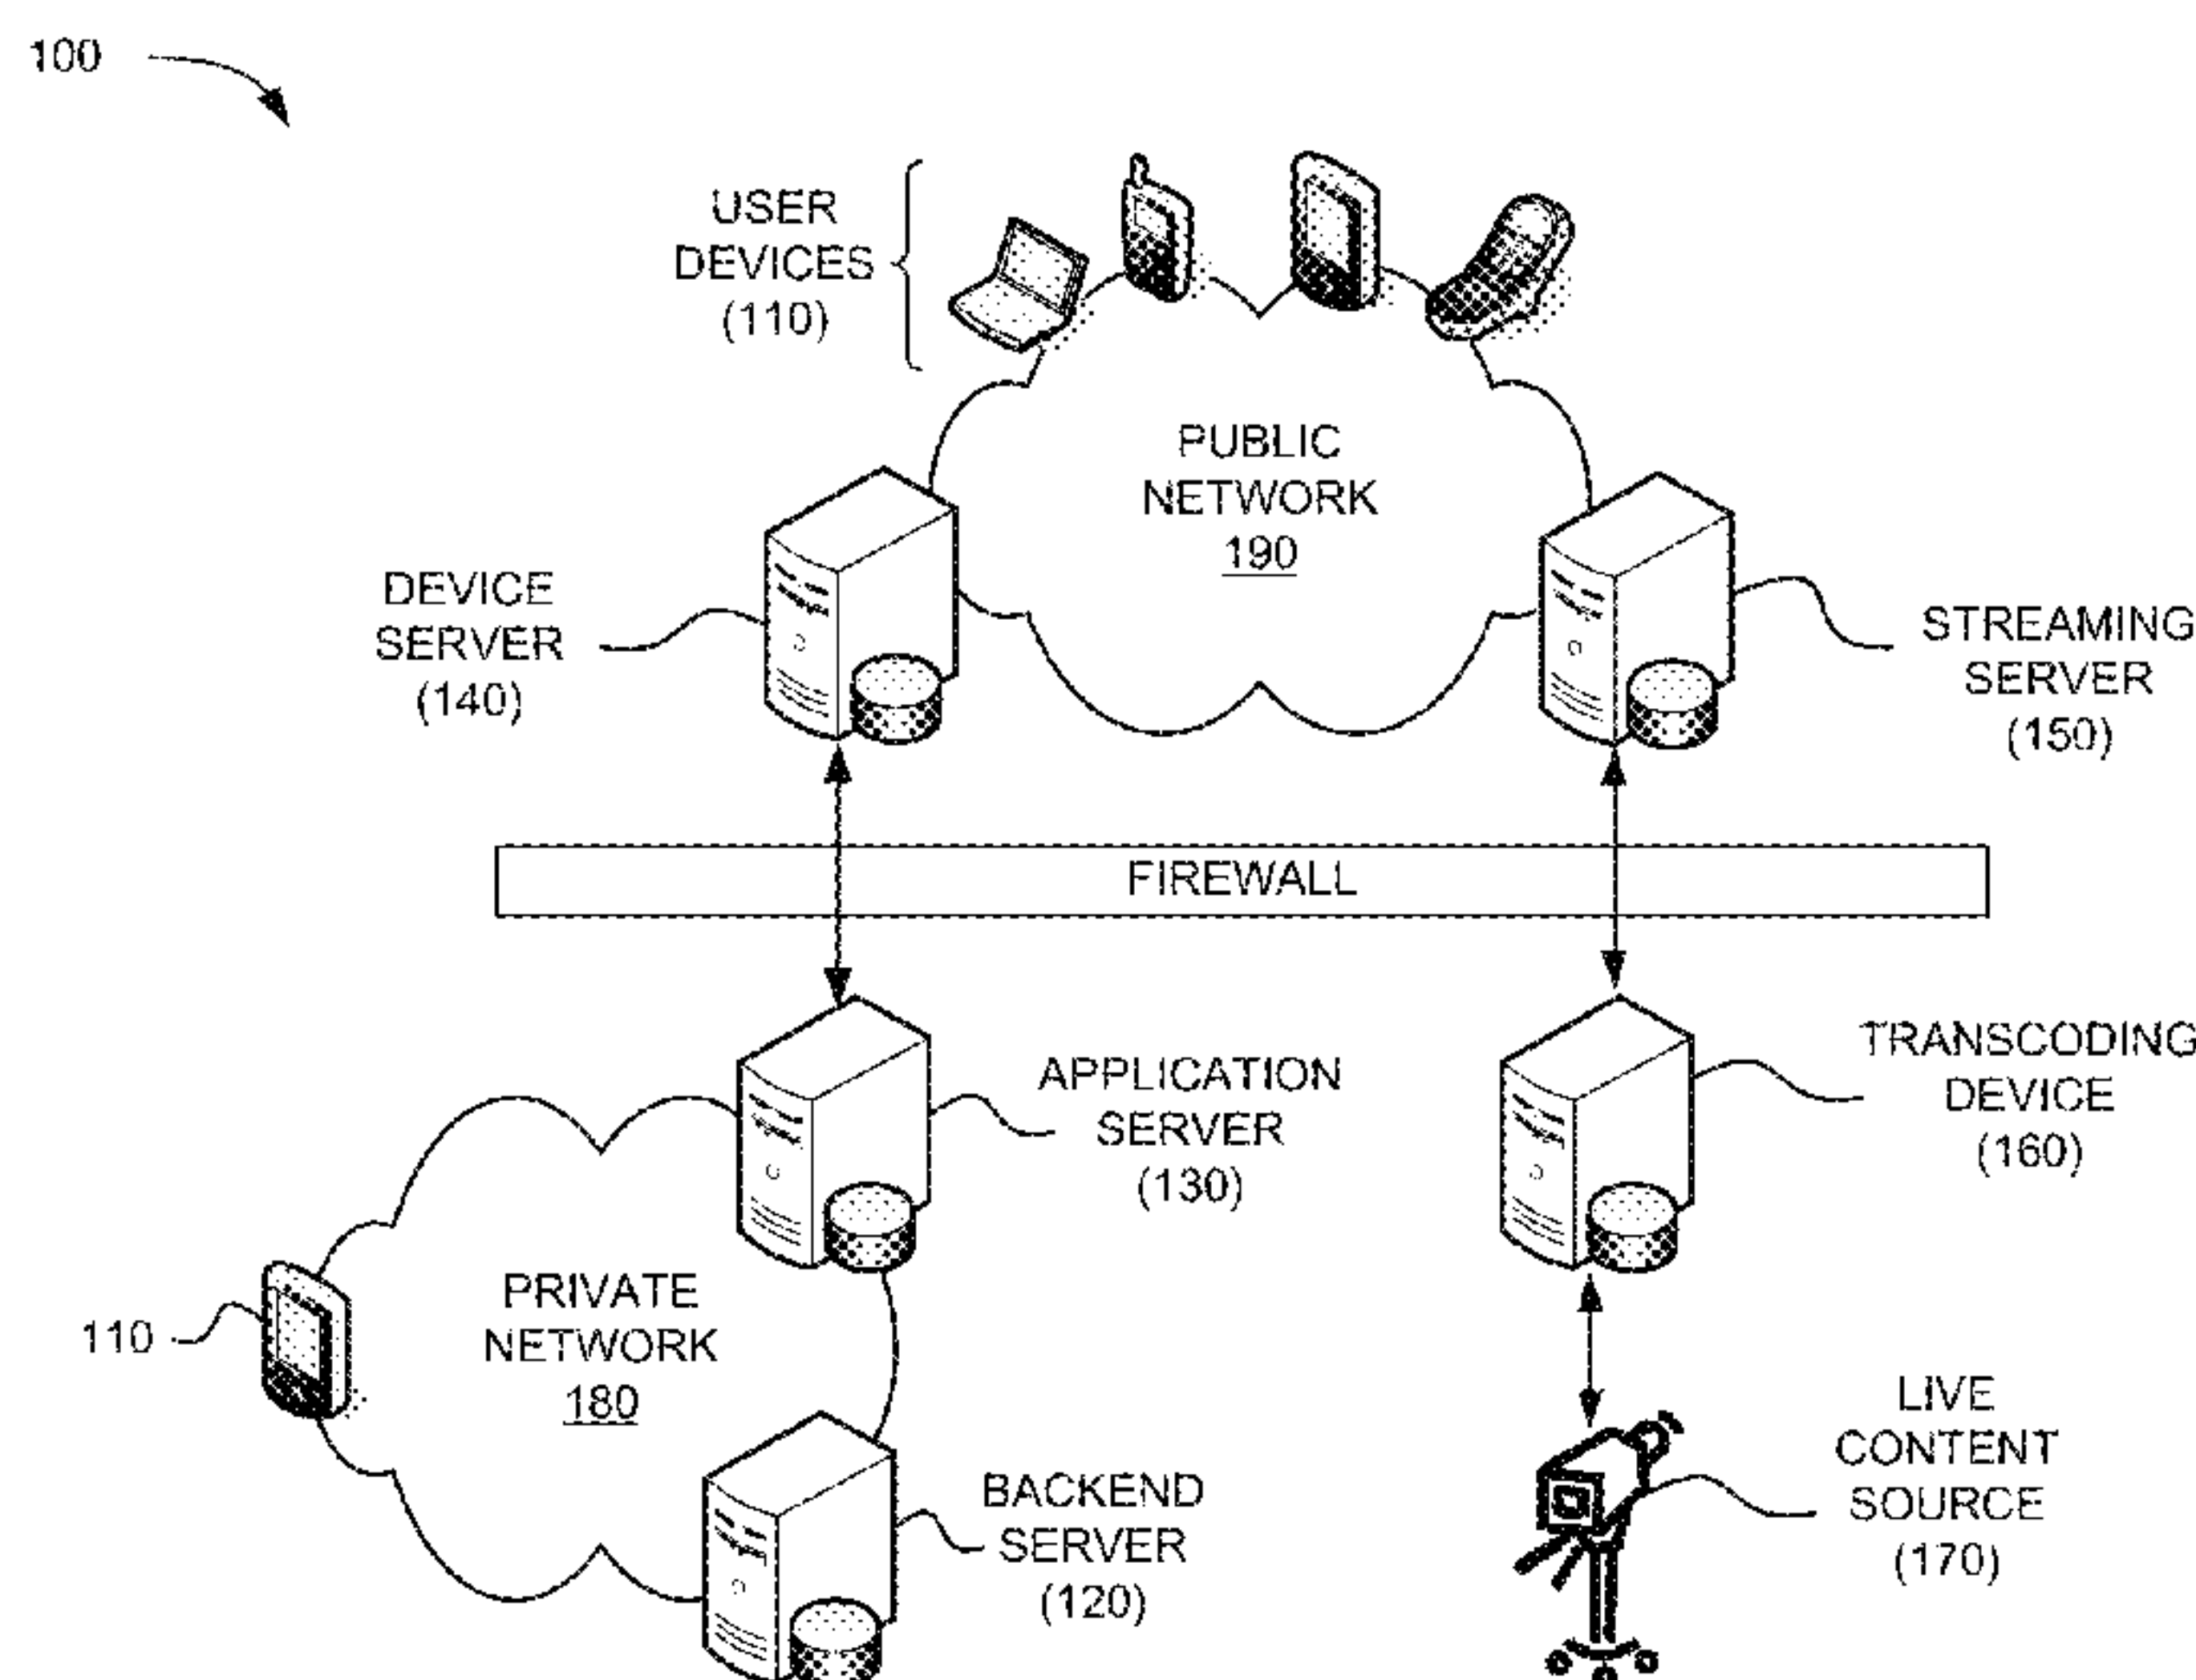 100
USER
DEVICES
(110)
PUBLIC
NETWORK
190
DEVICE
SERVER
(140)
STREAMING
SERVER
(150)
FIREWALL
APPLICATION
SERVER
(130)
TRANSCODING
DEVICE
(160)
PRIVATE
NETWORK
180
110
LIVE
CONTENT
SOURCE
(170)
BACKEND
SERVER
(120)